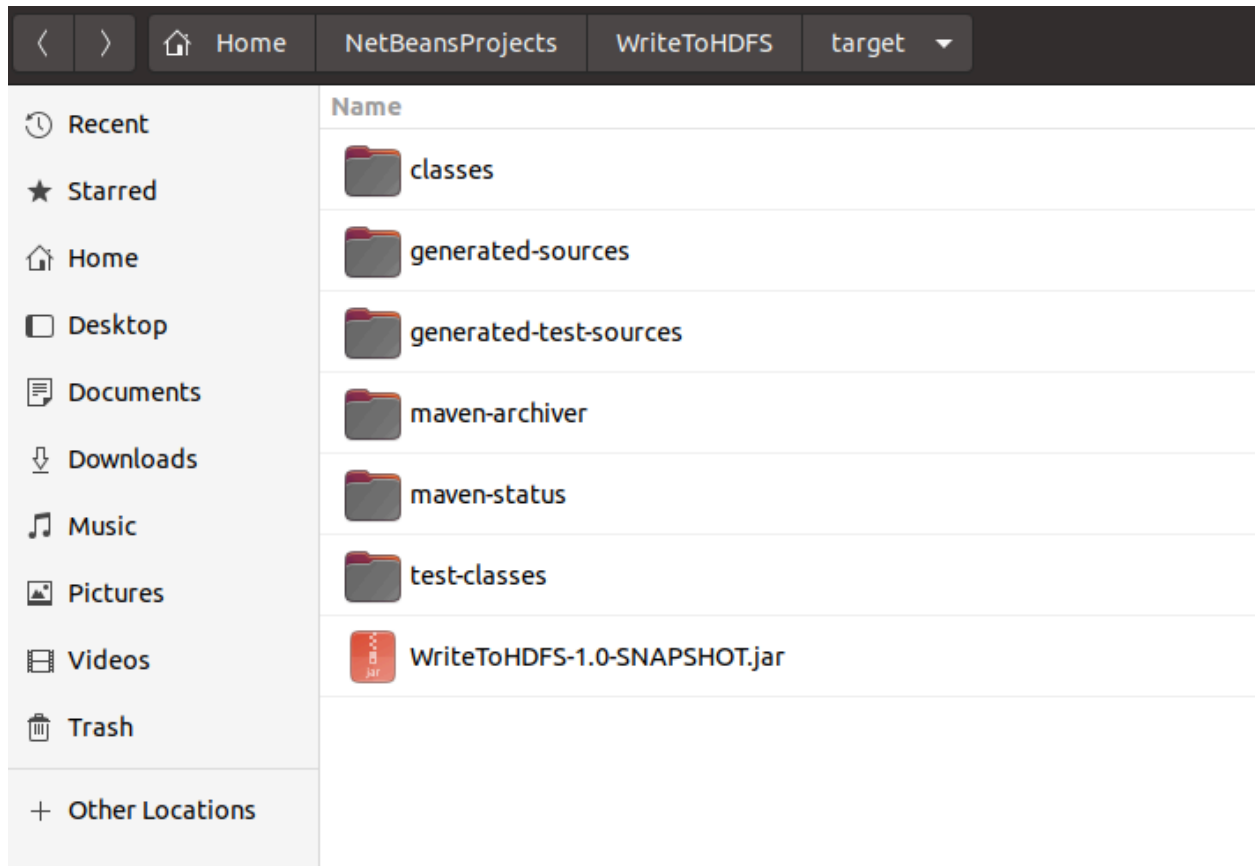 Home NetBeansProjects WriteToHDFS target
Recent
Starred
Home
Desktop
Documents
Downloads
Music
Pictures
Videos
Trash
+ Other Locations
Name
classes
generated-sources
generated-test-sources
maven-archiver
maven-status
test-classes
jar
WriteToHDFS-1.0-SNAPSHOT.jar